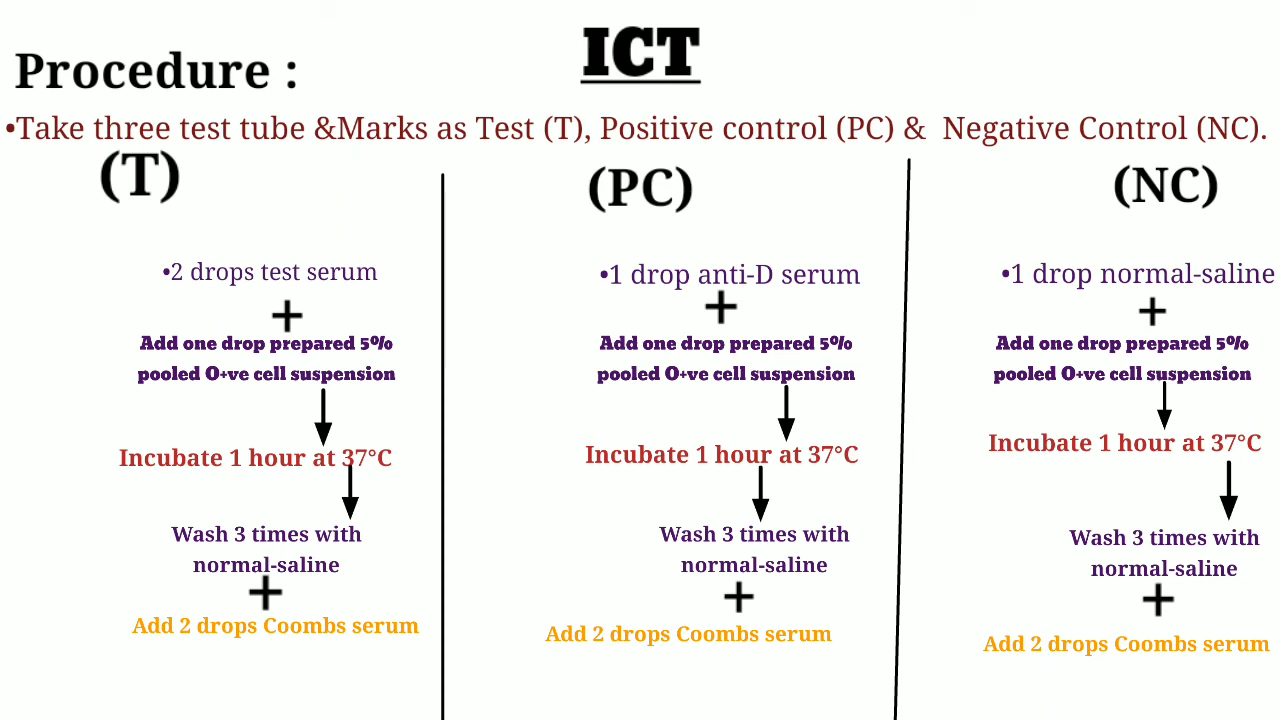 ICT
Procedure :
•Take three test tube &Marks as Test (T), Positive control (PC) & Negative Control (NC).
(T)
•2 drops test serum
+
Add one drop prepared 5%
pooled O+ve cell suspension
Incubate 1 hour at 37°C
Wash 3 times with
normal-saline
+
Add 2 drops Coombs serum
(PC)
•1 drop anti-D serum
+
Add one drop prepared 5%
pooled O+ve cell suspension
Incubate 1 hour at 37°C
Wash 3 times with
normal-saline
+
Add 2 drops Coombs serum
(NC)
•1 drop normal-saline
+
Add one drop prepared 5%
pooled O+ve cell suspension
Incubate 1 hour at 37°C
Wash 3 times with
normal-saline
+
Add 2 drops Coombs serum